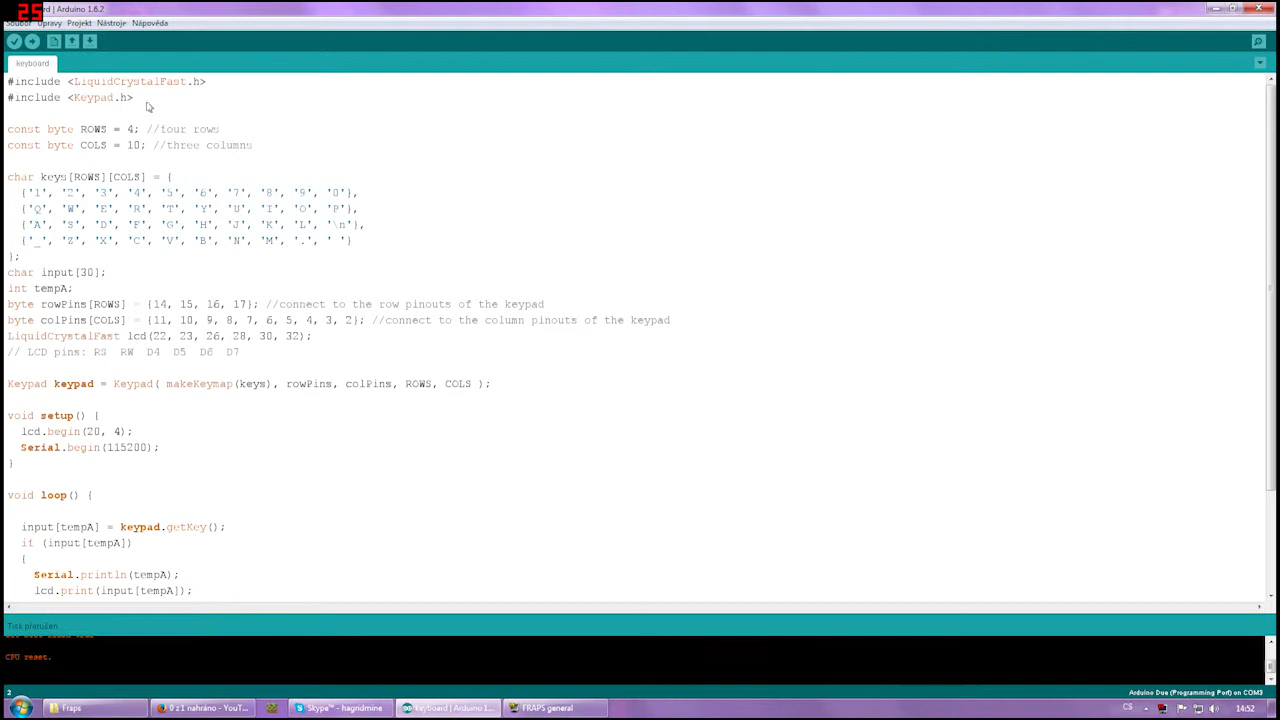 25
rd | Arduino 1.6.2
Soubor Úpravy Projekt Nástroje Nápověda
keyboard
#include <LiquidCrystalFast.h>
#include <Keypad.h>
const byte ROWS = 4; //four rows
const byte COLS = 10; //three columns
char keys[ROWS][COLS] = {
{'1', '2', '3', '4', '5', '6', '7', '8', '9', '0'},
{'Q', 'W', 'E', 'R', 'T', 'Y', 'U', 'I', 'O', 'P'},
{'A', 'S', 'D', 'F', 'G', 'H', 'J', 'K', 'L', '\n'},
{'_', 'Z', 'X', 'C', 'V', 'B', 'N', 'M', '.', ' '}
};
char input[30];
int tempA;
byte rowPins[ROWS] = {14, 15, 16, 17}; //connect to the row pinouts of the keypad
byte colPins[COLS] = {11, 10, 9, 8, 7, 6, 5, 4, 3, 2}; //connect to the column pinouts of the keypad
LiquidCrystalFast lcd(22, 23, 26, 28, 30, 32);
// LCD pins: RS RW D4 D5 D6 D7
Keypad keypad = Keypad( makeKeymap(keys), rowPins, colPins, ROWS, COLS );
void setup() {
lcd.begin(20, 4);
Serial.begin(115200);
}
void loop() {
input[tempA] = keypad.getKey();
if (input[tempA])
{
Serial.println(tempA);
lcd.print(input[tempA]);
Tisk přerušen.
CPU reset.
2
Arduino Due (Programming Port) on COM3
Fraps
0 z 1 nahráno - YouT...
Skype™ - hagridmine
keyboard | Arduino 1...
FRAPS general
CS
14:52